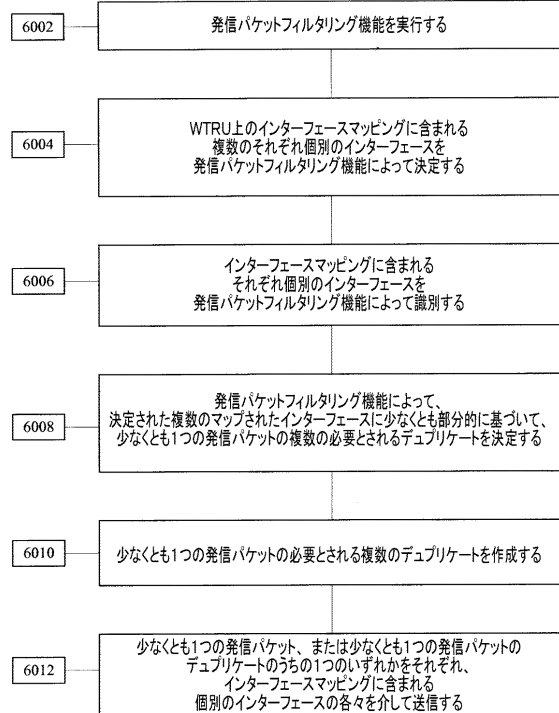 6002
発信パケットフィルタリング機能を実行する
6004
WTRU上のインターフェースマッピングに含まれる
複数のそれぞれ個別のインターフェースを
発信パケットフィルタリング機能によって決定する
6006
インターフェースマッピングに含まれる
それぞれ個別のインターフェースを
発信パケットフィルタリング機能によって識別する
6008
発信パケットフィルタリング機能によって、
決定された複数のマップされたインターフェースに少なくとも部分的に基づいて、
少なくとも1つの発信パケットの複数の必要とされるデュプリケートを決定する
6010
少なくとも1つの発信パケットの必要とされる複数のデュプリケートを作成する
6012
少なくとも1つの発信パケット、または少なくとも1つの発信パケットの
デュプリケートのうちの1つのいずれかをそれぞれ、
インターフェースマッピングに含まれる
個別のインターフェースの各々を介して送信する